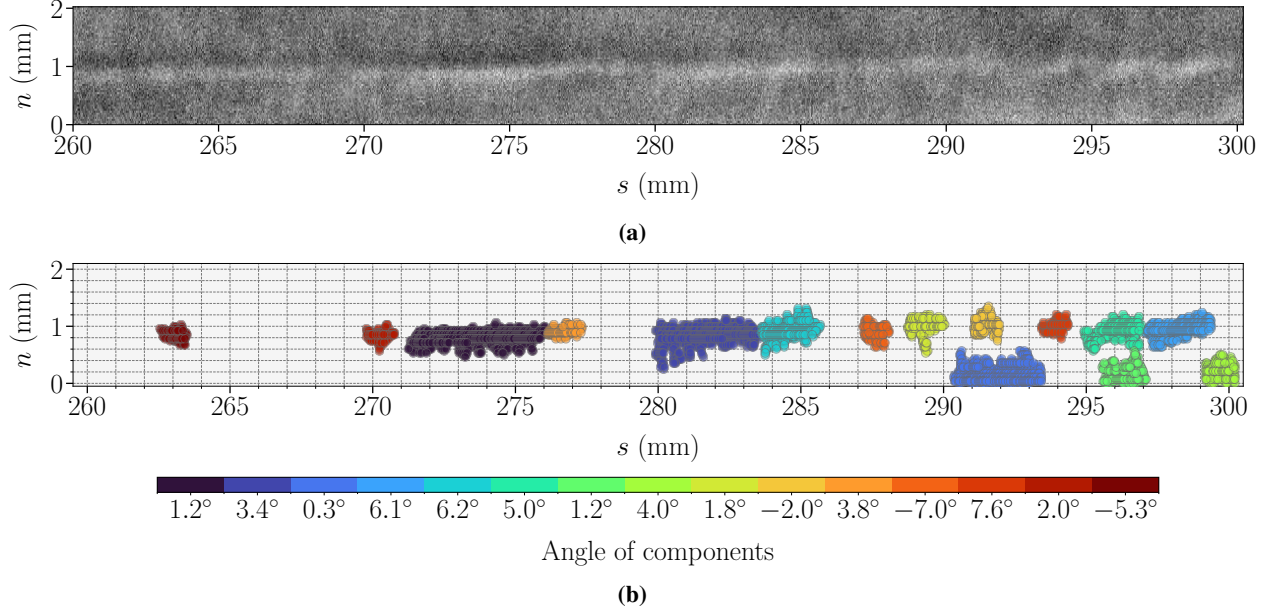 2
1
0
n (mm)
260 265 270 275 280 285 290 295 300
s (mm)
(a)
2
1
0
n (mm)
260 265 270 275 280 285 290 295 300
s (mm)
1.2° 3.4° 0.3° 6.1° 6.2° 5.0° 1.2° 4.0° 1.8° −2.0° 3.8° −7.0° 7.6° 2.0° −5.3°
Angle of components
(b)